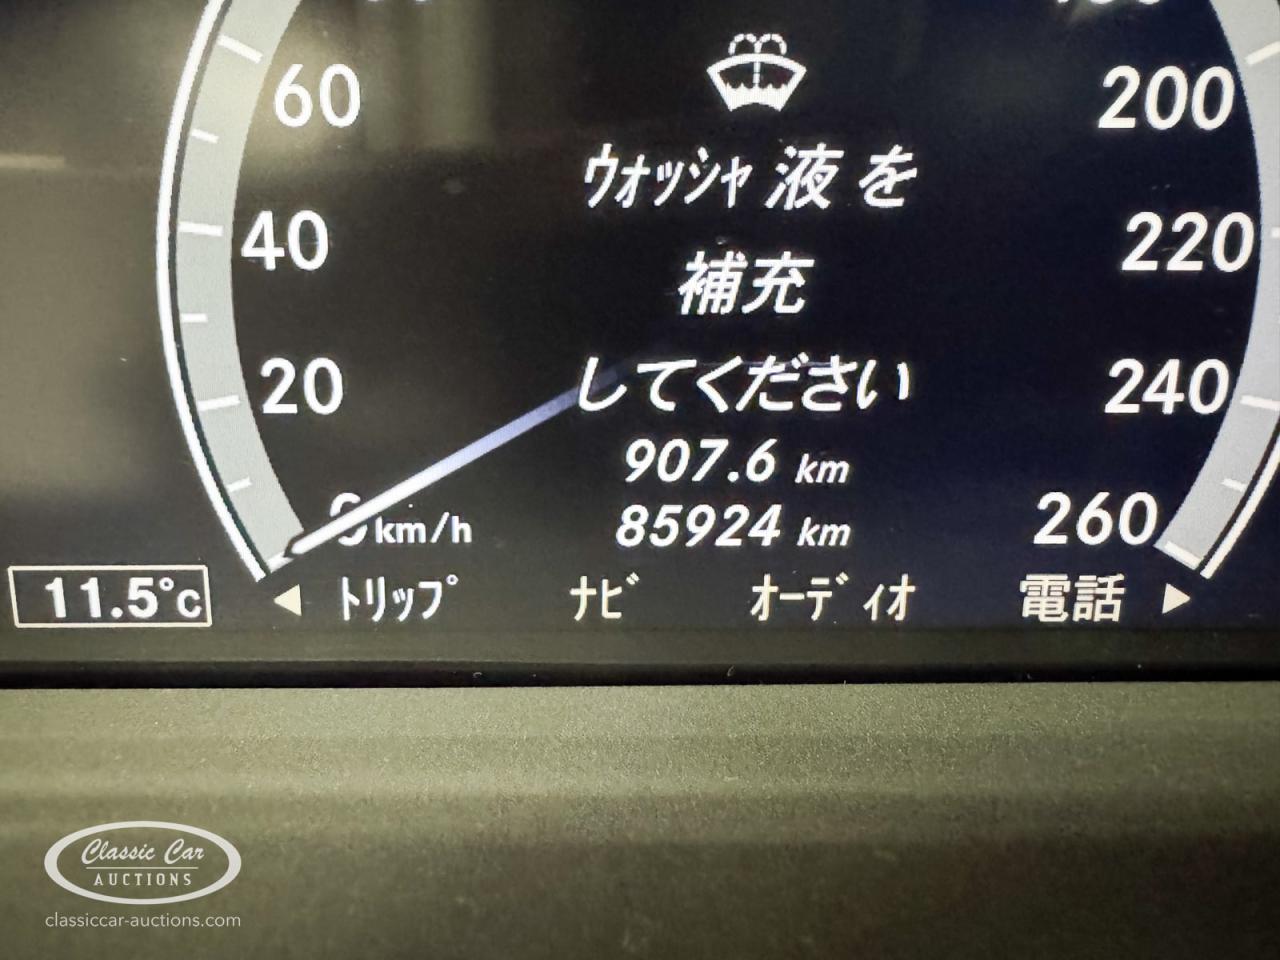 60
200
ｳｫｯｼｬ 液 を
40
補充
220
20
してください
240
907.6 km
85924 km
260
km/h
11.5°C
◀ ﾄﾘｯﾌﾟ ﾅﾋﾞ ｵｰﾃﾞｨｵ 電話 ▶
Classic Car
AUCTIONS
classiccar-auctions.com